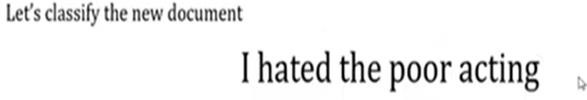 Let's classify the new document
I hated the poor acting